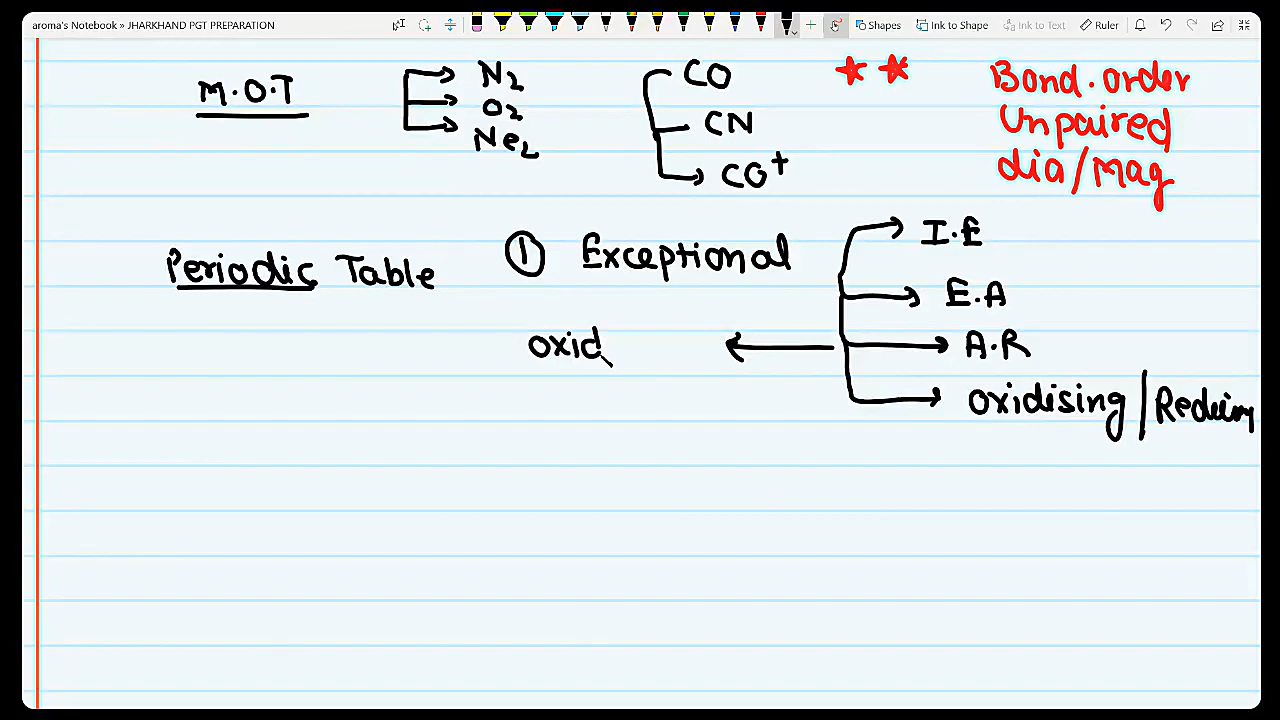 aroma's Notebook » JHARKHAND PGT PREPARATION
Shapes
Ink to Shape
Ink to Text
Ruler
M.O.T
N2
O2
Ne2
CO
CN
CO+
Bond.order
Unpaired
dia/Mag
Periodic Table
① Exceptional
I.E
E.A
A.R
oxidising /
oxid